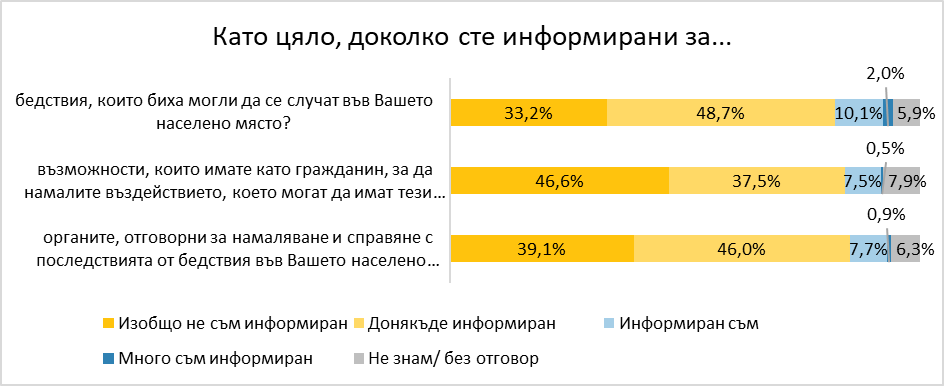 Като цяло, доколко сте информирани за...
2,0%
бедствия, които биха могли да се случат във Вашето
населено място?
33,2% 48,7% 10,1% 5,9%
0,5%
възможности, които имате като гражданин, за да
намалите въздействието, което могат да имат тези…
46,6% 37,5% 7,5% 7,9%
0,9%
органите, отговорни за намаляване и справяне с
последствията от бедствия във Вашето населено…
39,1% 46,0% 7,7% 6,3%
Изобщо не съм информиран Донякъде информиран Информиран съм
Много съм информиран Не знам/ без отговор